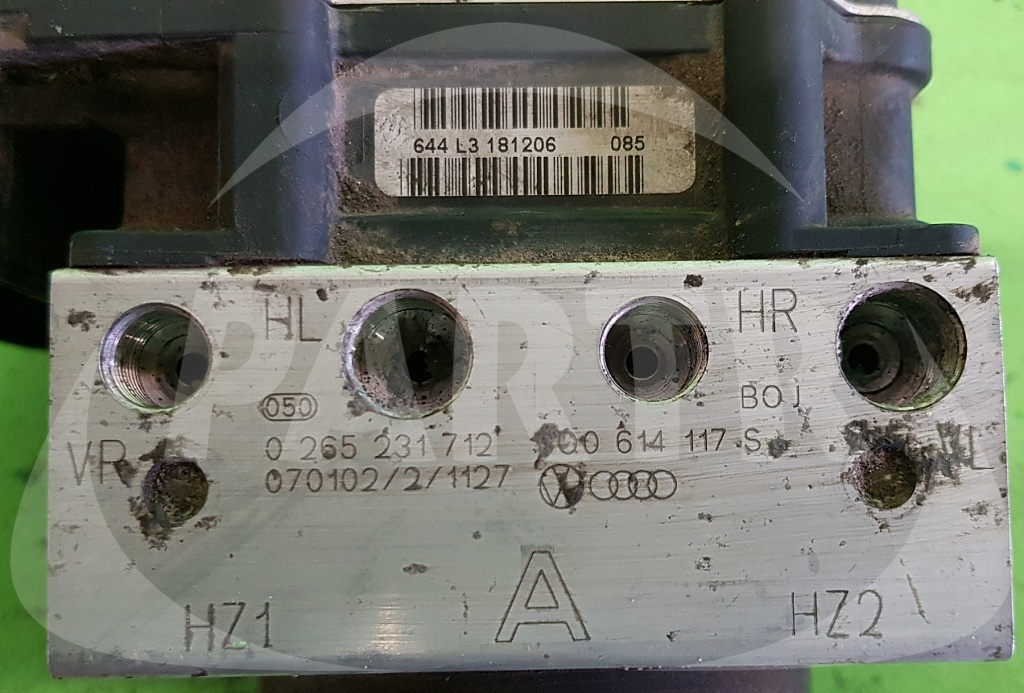 644 L3 181206 085
HL HR
050 BOJ
VR
0 265 231 712
614 117 S
070102/2/1127
HZ1 A HZ2
PART